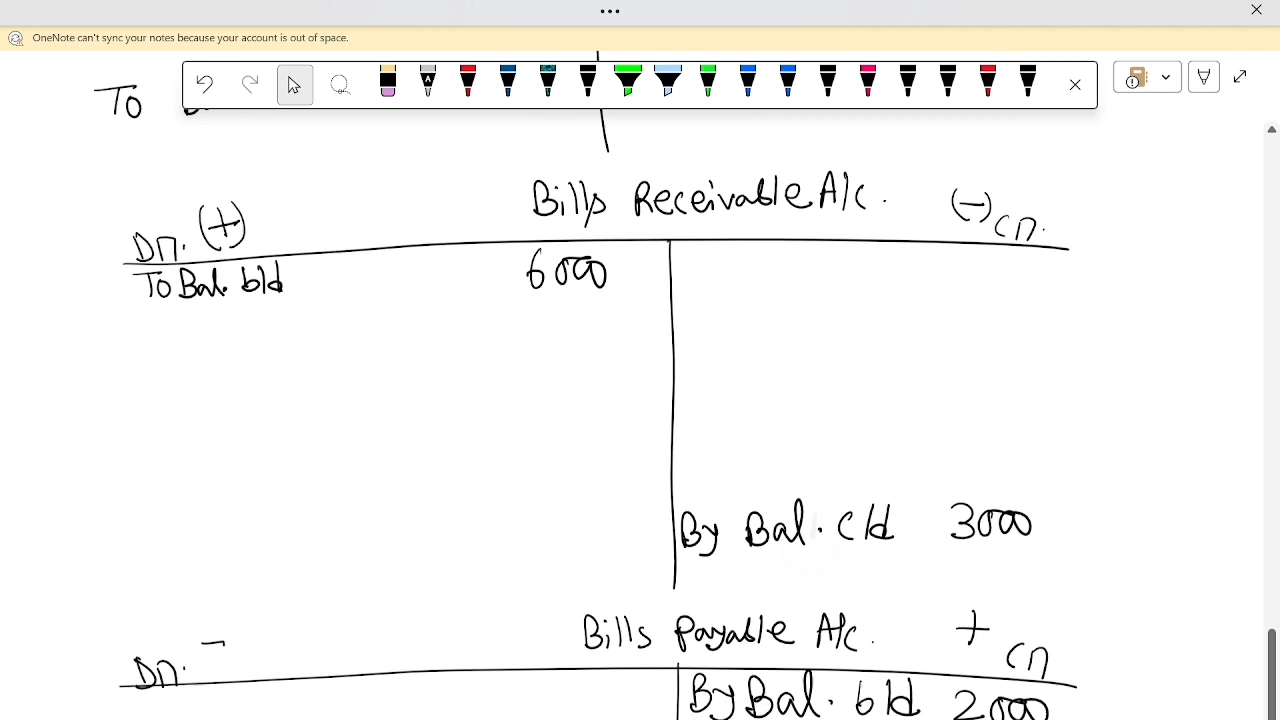 OneNote can't sync your notes because your account is out of space.
A
To
Bills Receivable A/c.
Dr. (+) (-) Cr.
To Bal. b/d 6000
By Bal. c/d 3000
Bills Payable A/c. +
Dr. - Cr
By Bal. b/d 2000